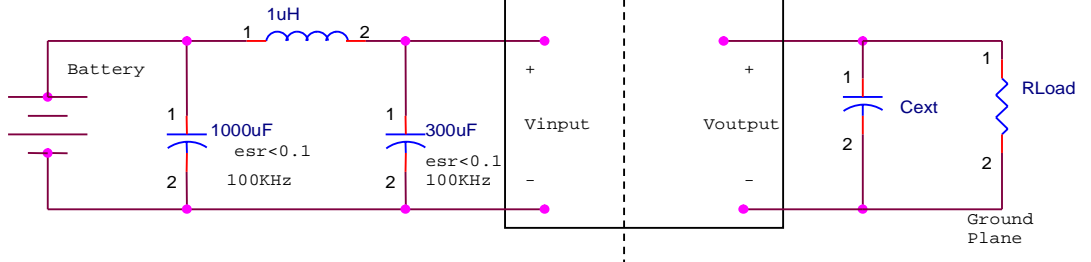 1uH
1
2
Battery
1
1000uF
esr<0.1
100KHz
2
1
300uF
esr<0.1
100KHz
2
+
Vinput
-
+
Voutput
-
1
Cext
2
1
RLoad
2
Ground
Plane